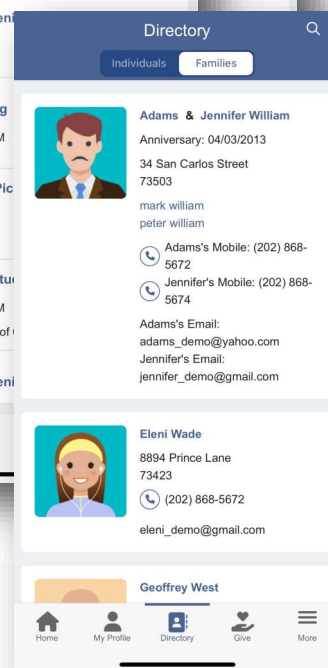 Directory
Individuals Families
Adams & Jennifer William
Anniversary: 04/03/2013
34 San Carlos Street
73503
mark william
peter william
Adams's Mobile: (202) 868-
5672
Jennifer's Mobile: (202) 868-
5674
Adams's Email:
adams_demo@yahoo.com
Jennifer's Email:
jennifer_demo@gmail.com
Eleni Wade
8894 Prince Lane
73423
(202) 868-5672
eleni_demo@gmail.com
Geoffrey West
Home My Profile Directory Give More